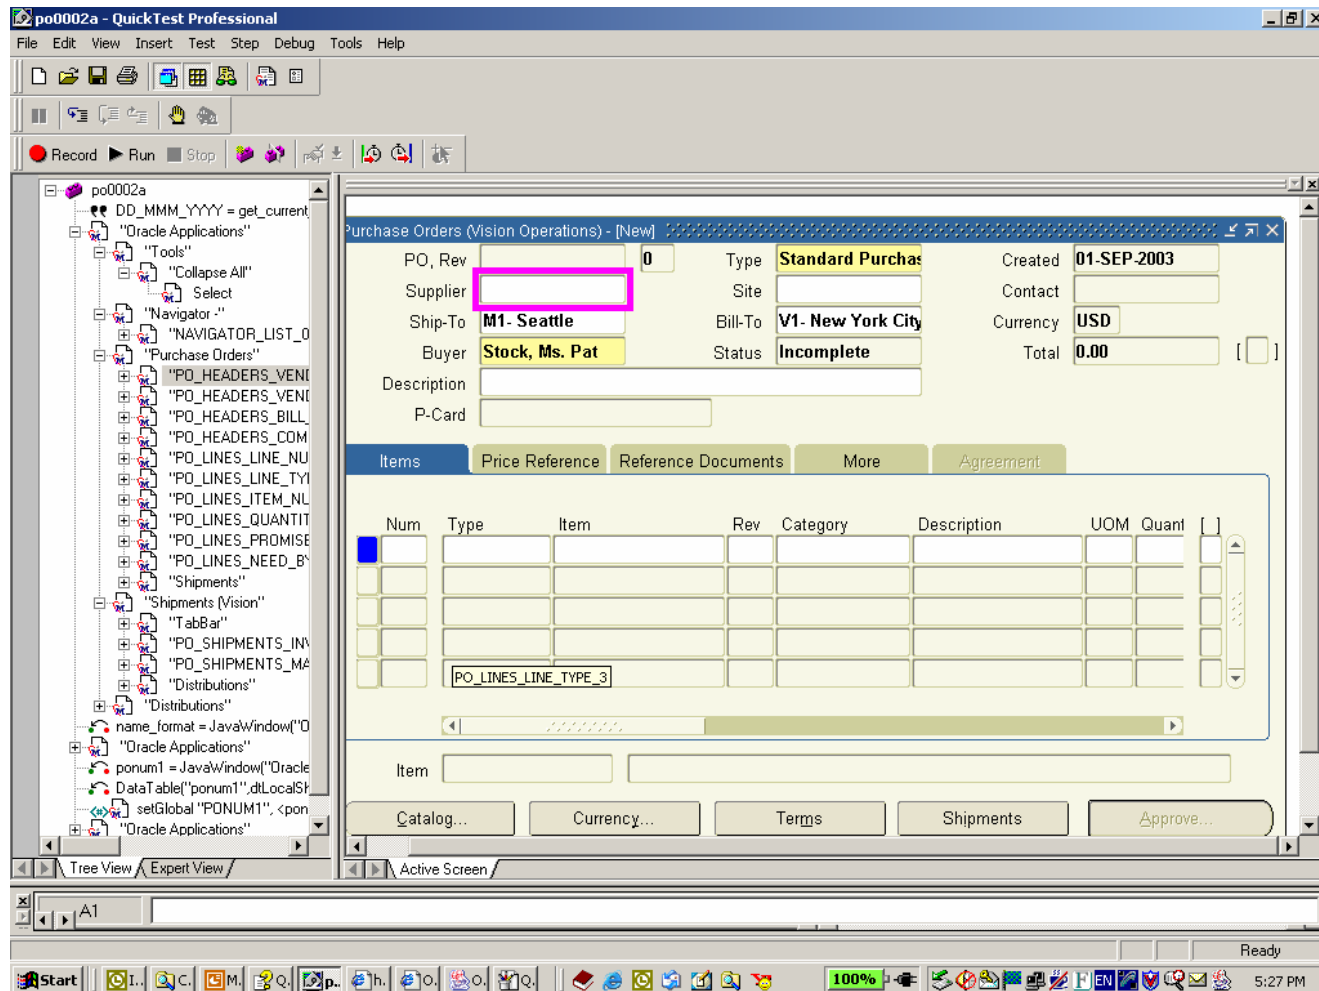 po0002a - QuickTest Professional
File Edit View Insert Test Step Debug Tools Help
Record Run Stop
po0002a
DD_MMM_YYYY = get_current
"Oracle Applications"
"Tools"
"Collapse All"
Select
"Navigator -"
"NAVIGATOR_LIST_0
"Purchase Orders"
"PO_HEADERS_VEND
"PO_HEADERS_VEND
"PO_HEADERS_BILL_
"PO_HEADERS_COM
"PO_LINES_LINE_NU
"PO_LINES_LINE_TYI
"PO_LINES_ITEM_NU
"PO_LINES_QUANTIT
"PO_LINES_PROMISE
"PO_LINES_NEED_BY
"Shipments"
"Shipments (Vision"
"TabBar"
"PO_SHIPMENTS_INV
"PO_SHIPMENTS_MA
"Distributions"
"Distributions"
name_format = JavaWindow("O
"Oracle Applications"
ponum1 = JavaWindow("Oracle
DataTable("ponum1",dtLocalSh
setGlobal "PONUM1", <pon
"Oracle Applications"
Tree View Expert View
Purchase Orders (Vision Operations) - [New]
PO, Rev 0 Type Standard Purchas Created 01-SEP-2003
Supplier Site Contact
Ship-To M1- Seattle Bill-To V1- New York City Currency USD
Buyer Stock, Ms. Pat Status Incomplete Total 0.00 [ ]
Description
P-Card
Items Price Reference Reference Documents More Agreement
Num Type Item Rev Category Description UOM Quant [ ]
PO_LINES_LINE_TYPE_3
Item
Catalog... Currency... Terms Shipments Approve...
Active Screen
A1
Ready
Start I.. C. M. Q. p.. h. O. O. Q. 100% F EN 5:27 PM